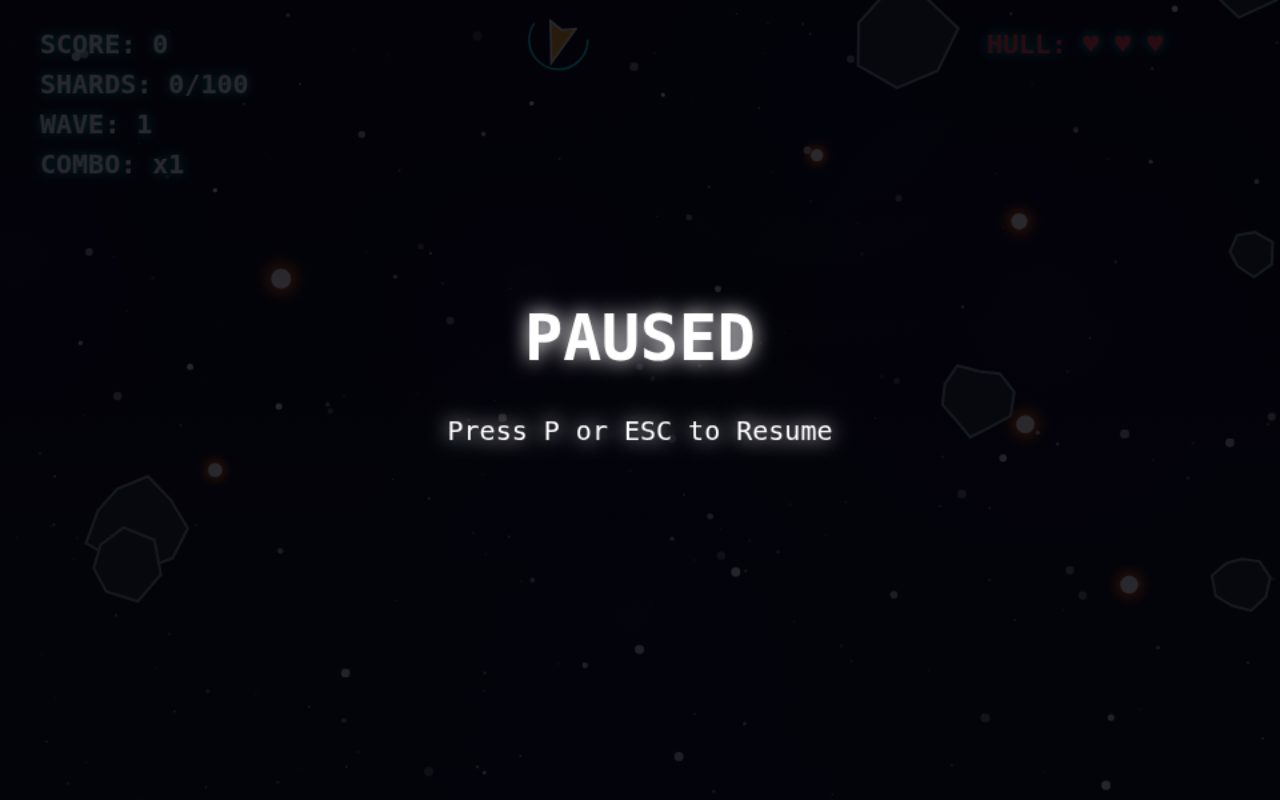 SCORE: 0
HULL: ♥ ♥ ♥
SHARDS: 0/100
WAVE: 1
COMBO: x1
PAUSED
Press P or ESC to Resume